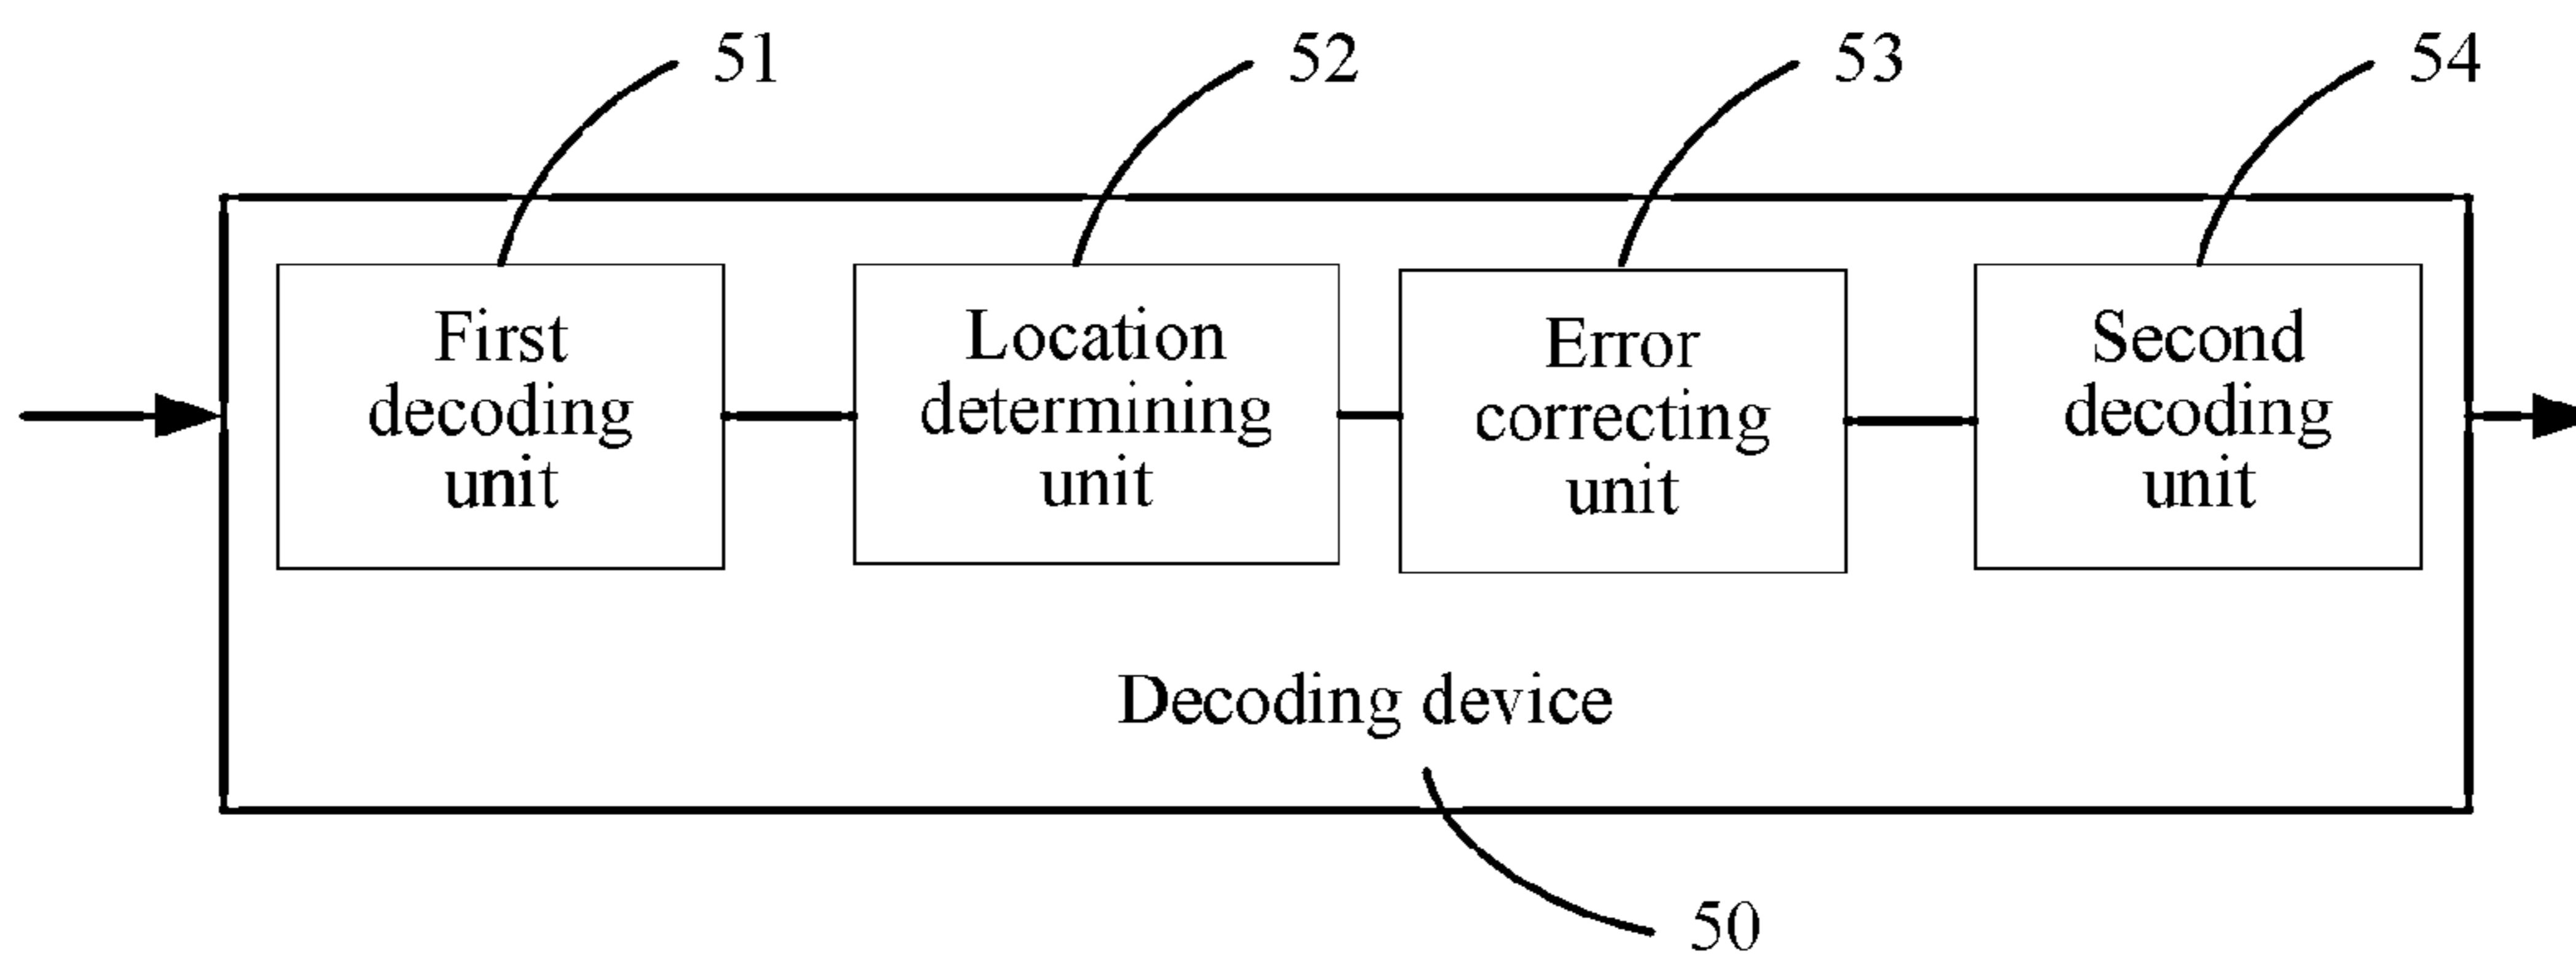 51
52
53
54
First
decoding
unit
Location
determining
unit
Error
correcting
unit
Second
decoding
unit
Decoding device
50